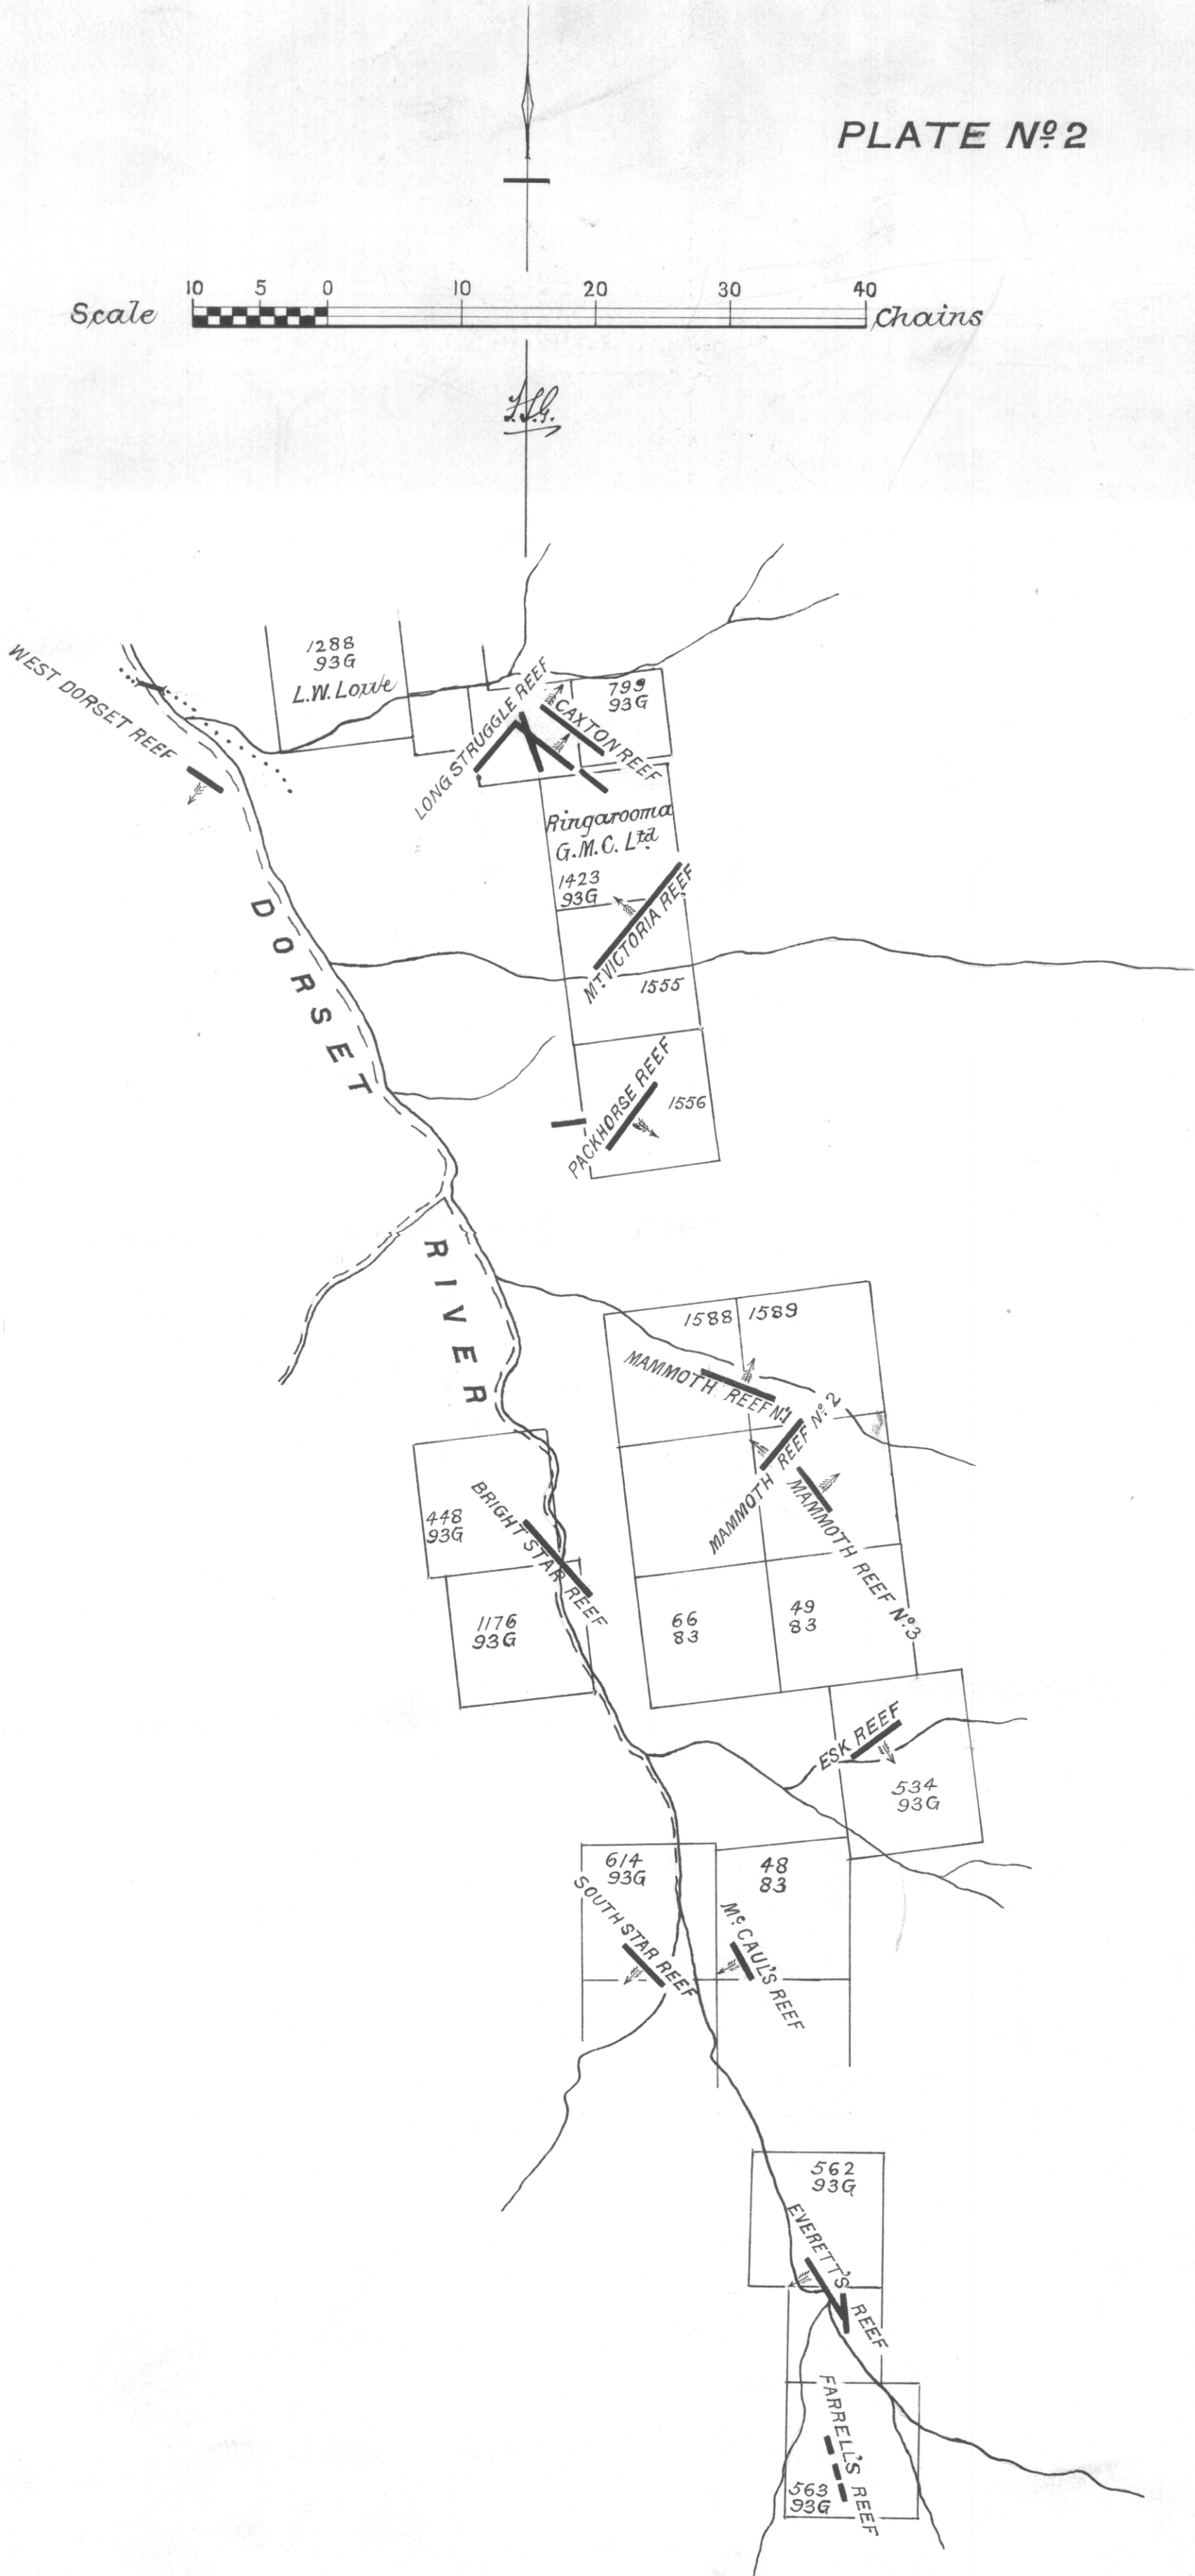 PLATE Nº 2
10 5 0 10 20 30 40
Scale Chains
1288
93G
L.W. Lowe
WEST DORSET REEF
LONG STRUGGLE REEF
799
93G
CAXTON REEF
Ringarooma
G.M.C. Ltd
1423
93G
MT. VICTORIA REEF
1555
DORSET
PACKHORSE REEF
1556
RIVER
1588
1589
MAMMOTH REEF Nº1
MAMMOTH REEF Nº 2
MAMMOTH REEF Nº3
448
93G
BRIGHT STAR REEF
1176
93G
66
83
49
83
ESK REEF
534
93G
614
93G
SOUTH STAR REEF
48
83
McCAUL'S REEF
562
93G
EVERETT'S REEF
FARRELL'S REEF
563
93G